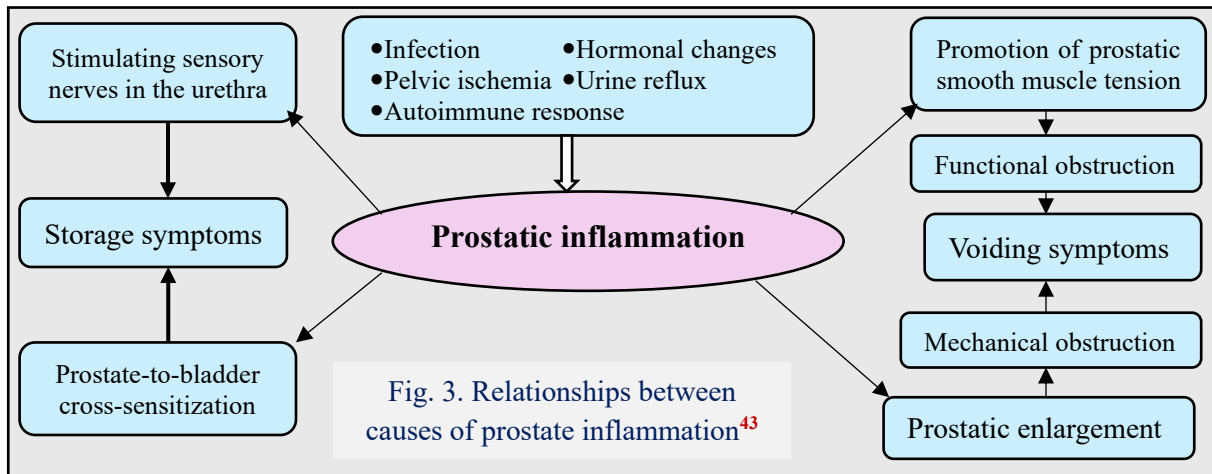 Stimulating sensory
nerves in the urethra
Storage symptoms
Prostate-to-bladder
cross-sensitization
•Infection •Hormonal changes
•Pelvic ischemia •Urine reflux
•Autoimmune response
Prostatic inflammation
Fig. 3. Relationships between
causes of prostate inflammation43
Promotion of prostatic
smooth muscle tension
Functional obstruction
Voiding symptoms
Mechanical obstruction
Prostatic enlargement